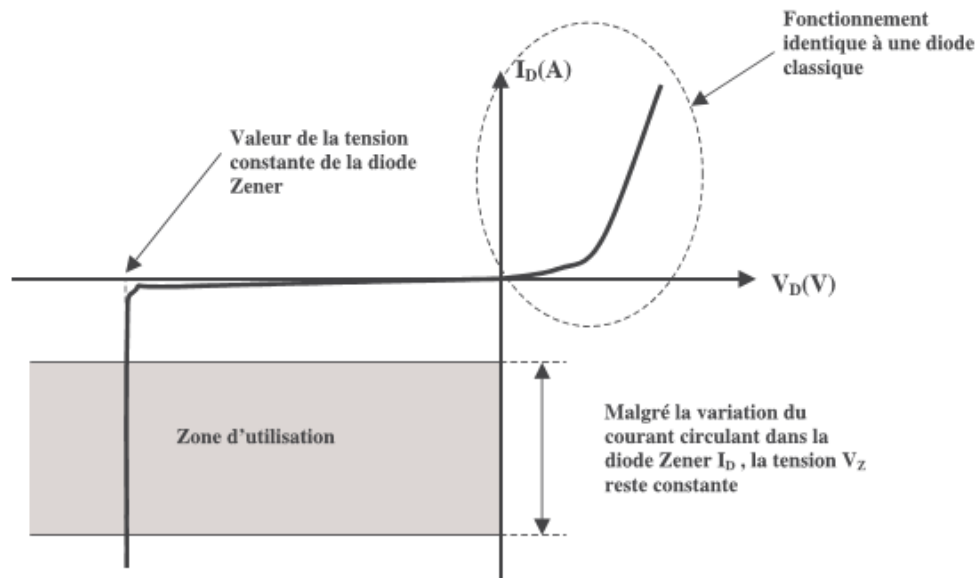 Fonctionnement
identique à une diode
classique
I_D(A)
Valeur de la tension
constante de la diode
Zener
V_D(V)
Zone d'utilisation
Malgré la variation du
courant circulant dans la
diode Zener I_D , la tension V_Z
reste constante